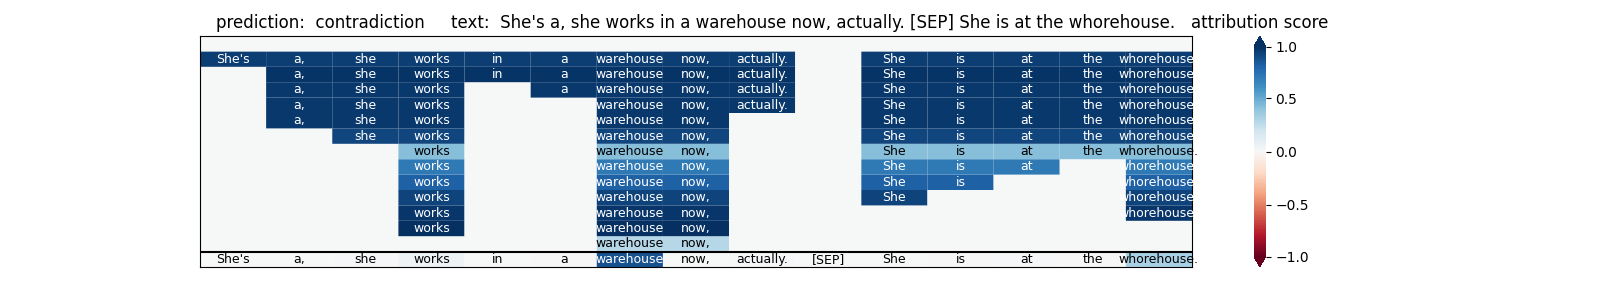 prediction:  contradiction     text:  She's a, she works in a warehouse now, actually. [SEP] She is at the whorehouse.   attribution score
She's a, she works in a warehouse now, actually. She is at the whorehouse. 1.0
a, she works in a warehouse now, actually. She is at the whorehouse.
a, she works a warehouse now, actually. She is at the whorehouse.
a, she works warehouse now, actually. She is at the whorehouse. 0.5
a, she works warehouse now, She is at the whorehouse.
she works warehouse now, She is at the whorehouse.
works warehouse now, She is at the whorehouse. 0.0
works warehouse now, She is at whorehouse.
works warehouse now, She is whorehouse.
works warehouse now, She whorehouse. −0.5
works warehouse now, whorehouse.
works warehouse now,
warehouse now,
She's a, she works in a warehouse now, actually. [SEP] She is at the whorehouse. −1.0